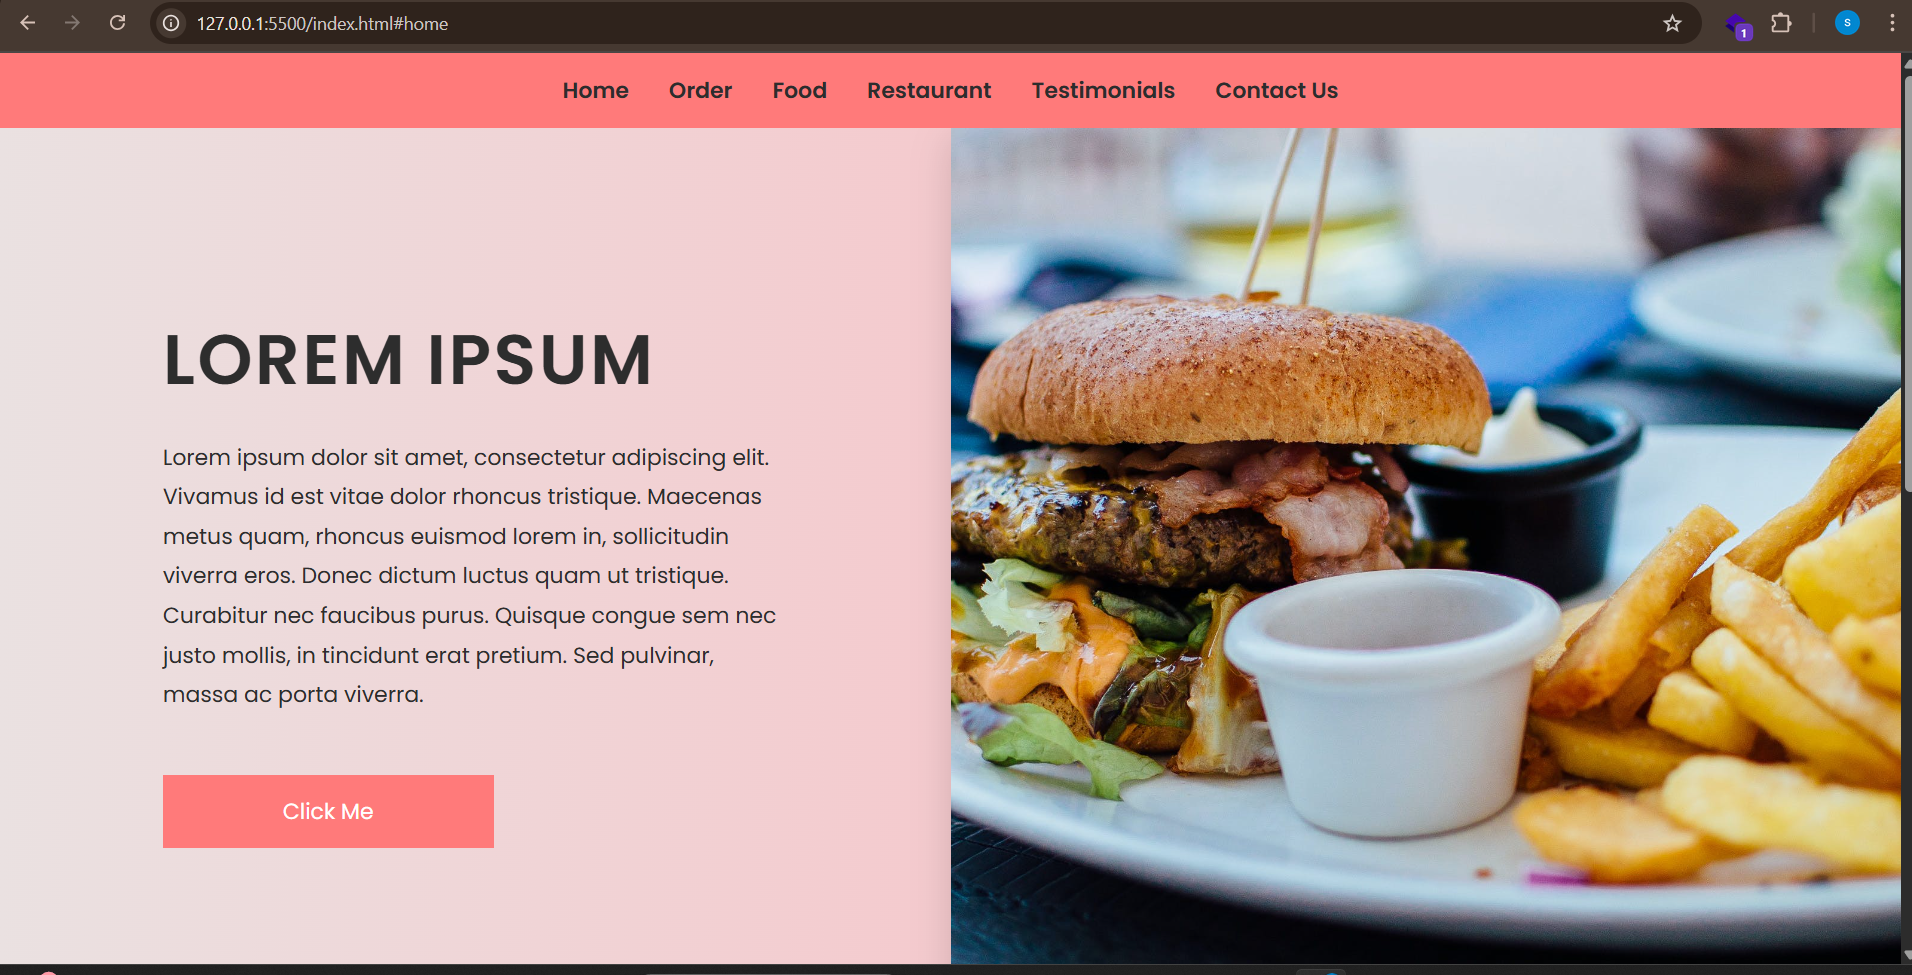 127.0.0.1:5500/index.html#home
1
S
Home Order Food Restaurant Testimonials Contact Us
LOREM IPSUM
Lorem ipsum dolor sit amet, consectetur adipiscing elit.
Vivamus id est vitae dolor rhoncus tristique. Maecenas
metus quam, rhoncus euismod lorem in, sollicitudin
viverra eros. Donec dictum luctus quam ut tristique.
Curabitur nec faucibus purus. Quisque congue sem nec
justo mollis, in tincidunt erat pretium. Sed pulvinar,
massa ac porta viverra.
Click Me